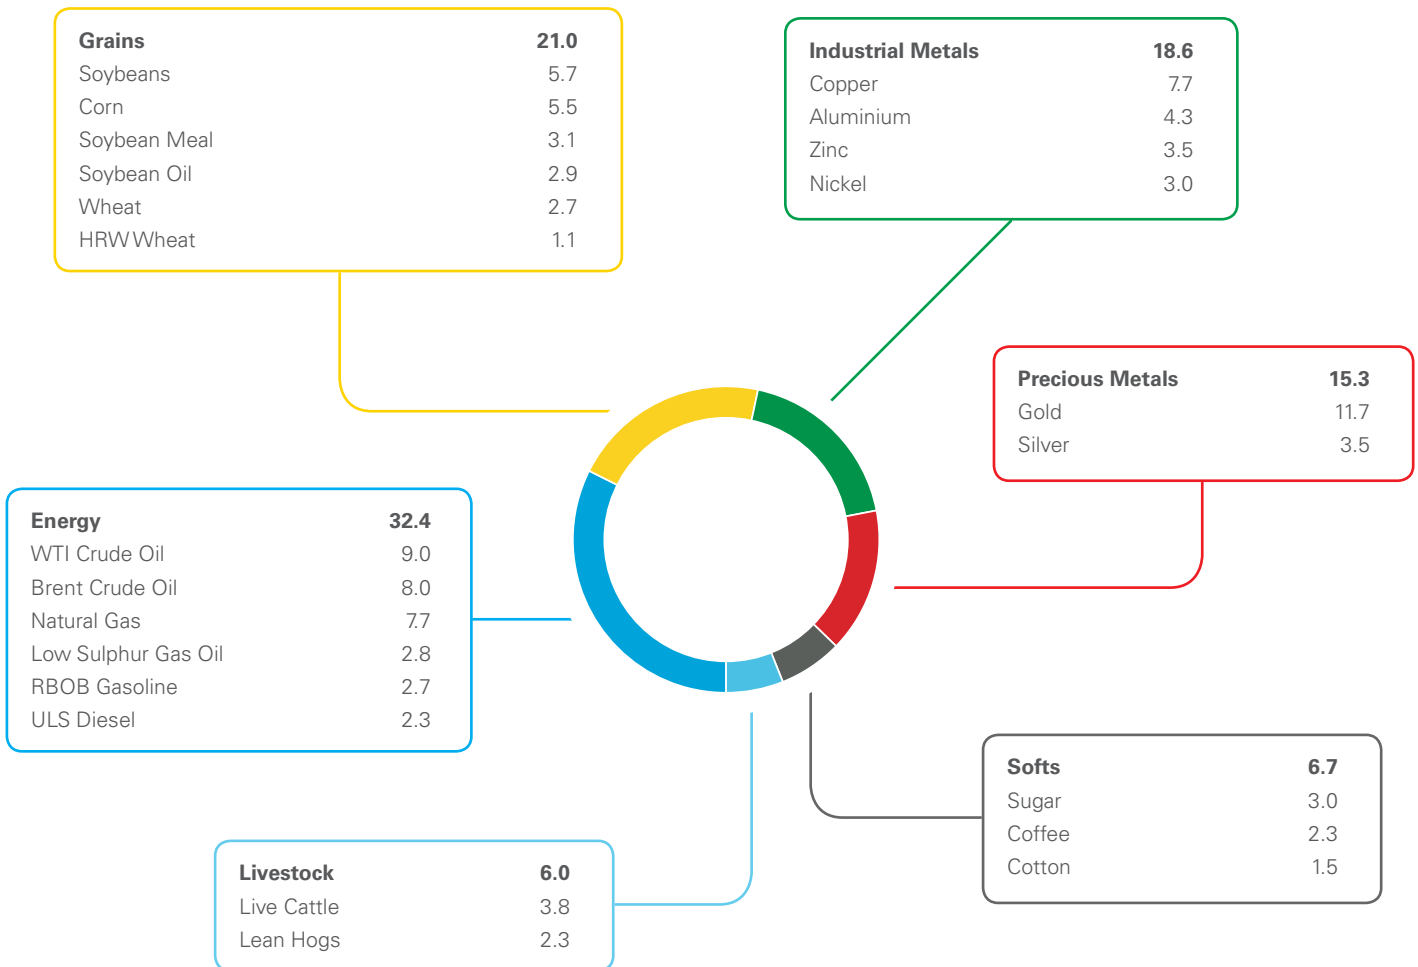 Grains 21.0
Soybeans 5.7
Corn 5.5
Soybean Meal 3.1
Soybean Oil 2.9
Wheat 2.7
HRW Wheat 1.1
Industrial Metals 18.6
Copper 7.7
Aluminium 4.3
Zinc 3.5
Nickel 3.0
Precious Metals 15.3
Gold 11.7
Silver 3.5
Energy 32.4
WTI Crude Oil 9.0
Brent Crude Oil 8.0
Natural Gas 7.7
Low Sulphur Gas Oil 2.8
RBOB Gasoline 2.7
ULS Diesel 2.3
Softs 6.7
Sugar 3.0
Coffee 2.3
Cotton 1.5
Livestock 6.0
Live Cattle 3.8
Lean Hogs 2.3